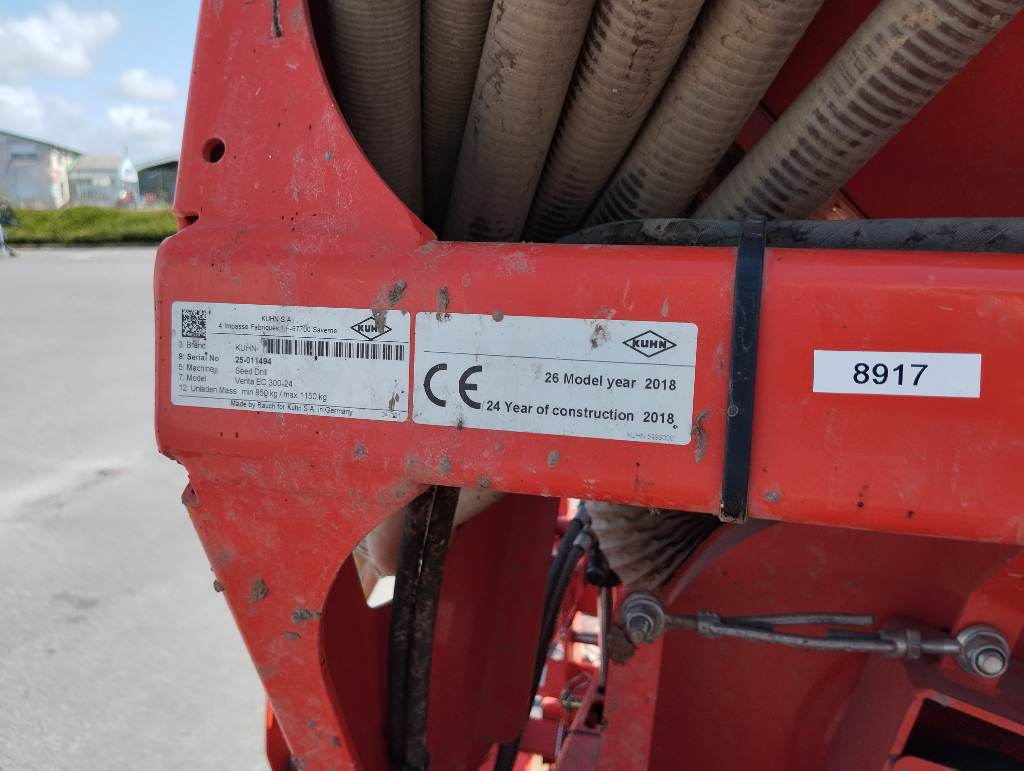 KUHN S.A.
4 Impasse Fabriques F-67700 Saverne
KUHN
3: Brand KUHN-
9: Serial No 25-011494
5: Machine Seed Drill
7: Model Venta EC 300-24
12: Unladen Mass min 850 kg / max 1150 kg
Made by Rauch for Kuhn S.A. in Germany
KUHN
CE
26 Model year 2018
24 Year of construction 2018
8917